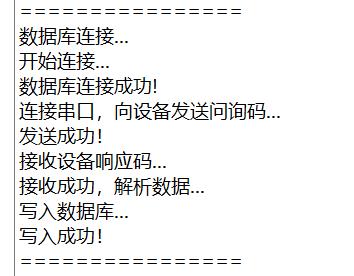 ================
数据库连接...
开始连接...
数据库连接成功!
连接串口，向设备发送问询码...
发送成功！
接收设备响应码...
接收成功，解析数据...
写入数据库...
写入成功！
================